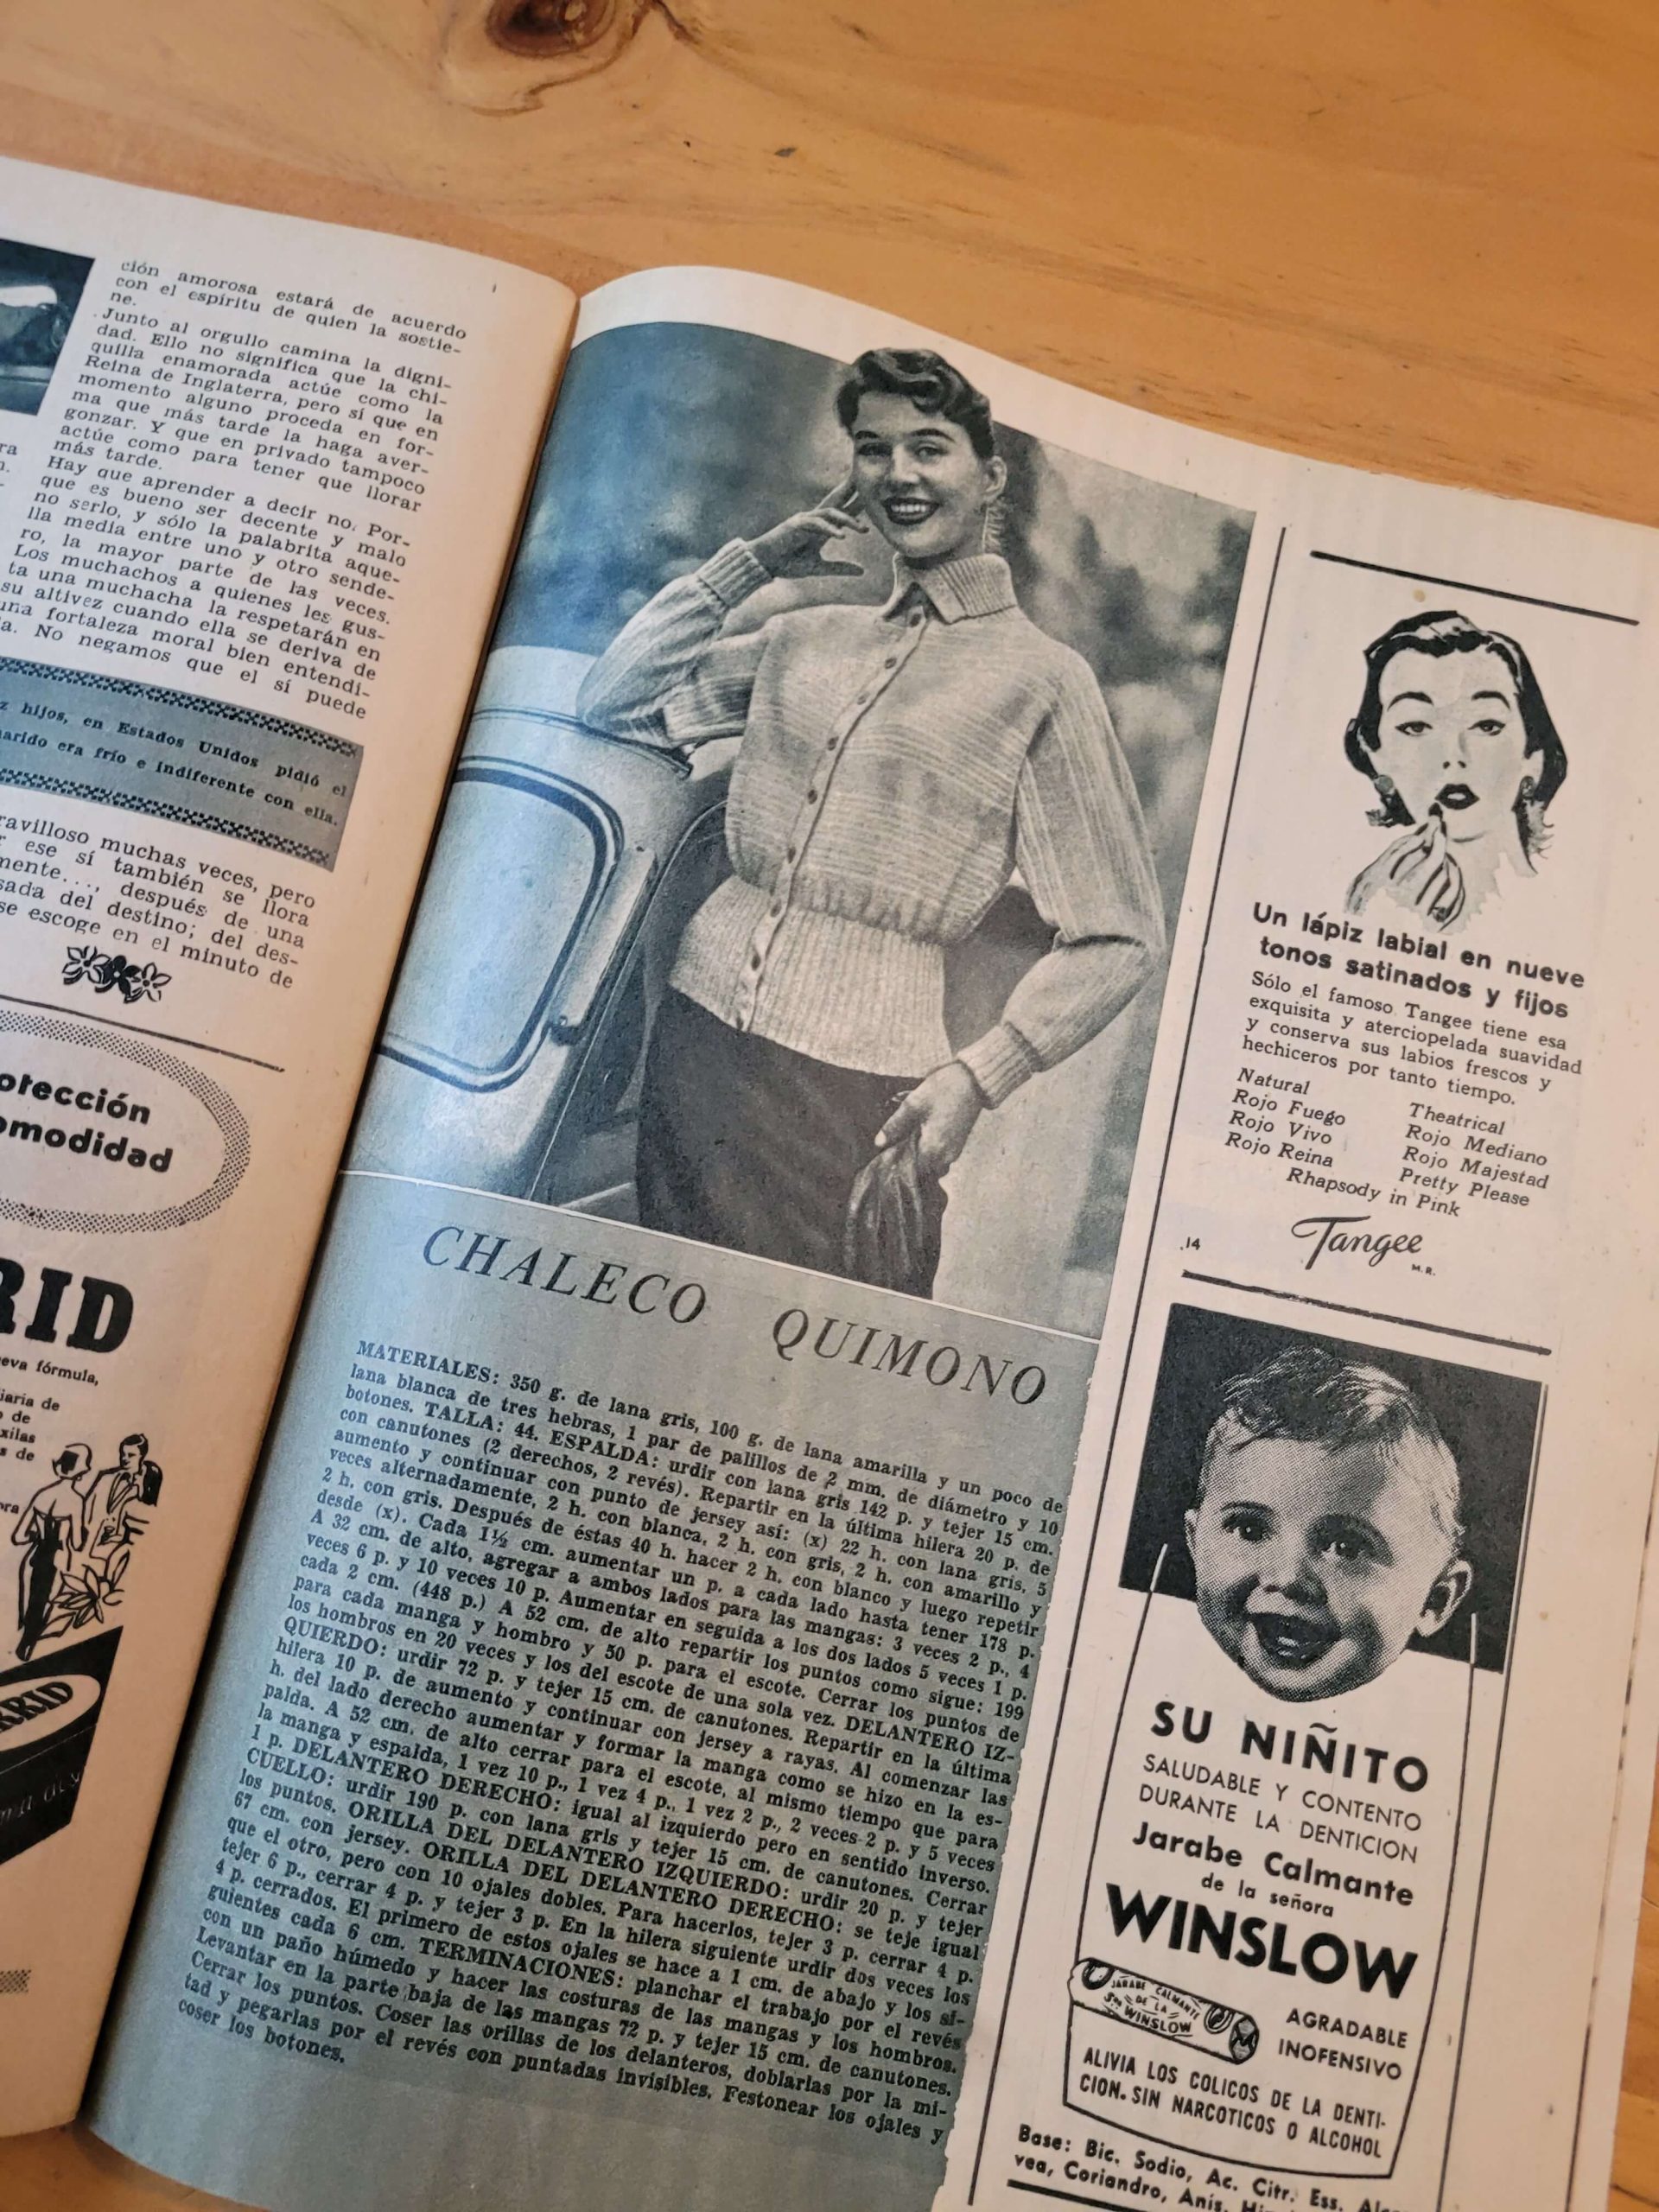 ción amorosa estará de acuerdo
con el espíritu de quien la sostie-
ne.
Junto al orgullo camina la digni-
dad. Ello no significa que la chi-
quilla enamorada actúe como la
Reina de Inglaterra, pero sí que en
momento alguno proceda en for-
ma que más tarde la haga aver-
gonzar. Y que en privado tampoco
actúe como para tener que llorar
más tarde.
Hay que aprender a decir no. Por-
que es bueno ser decente y malo
no serlo, y sólo la palabrita aque-
lla media entre uno y otro sende-
ro, la mayor parte de las veces.
Los muchachos a quienes les gus-
ta una muchacha la respetarán en
su altivez cuando ella se deriva de
una fortaleza moral bien entendi-
a. No negamos que el sí puede
z hijos, en Estados Unidos pidió el
arido era frío e indiferente con ella.
ravilloso muchas veces, pero
ese sí también se llora
mente..., después de una
sada del destino; del des-
se escoge en el minuto de
otección
omodidad
RID
eva fórmula,
iaria de
de
xilas
s de
ora
RRID
CHALECO QUIMONO
MATERIALES: 350 g. de lana gris, 100 g. de lana amarilla y un poco de
lana blanca de tres hebras, 1 par de palillos de 2 mm. de diámetro y 10
botones. TALLA: 44. ESPALDA: urdir con lana gris 142 p. y tejer 15 cm.
con canutones (2 derechos, 2 revés). Repartir en la última hilera 20 p. de
aumento y continuar con punto de jersey así: (x) 22 h. con lana gris, 5
veces alternadamente, 2 h. con blanca, 2 h. con gris, 2 h. con amarillo y
2 h. con gris. Después de éstas 40 h. hacer 2 h. con blanco y luego repetir
desde (x). Cada 1½ cm. aumentar un p. a cada lado hasta tener 178 p.
A 32 cm. de alto, agregar a ambos lados para las mangas: 3 veces 2 p., 4
veces 6 p. y 10 veces 10 p. Aumentar en seguida a los dos lados 5 veces 1 p.
cada 2 cm. (448 p.) A 52 cm. de alto repartir los puntos como sigue: 199
para cada manga y hombro y 50 p. para el escote. Cerrar los puntos de
los hombros en 20 veces y los del escote de una sola vez. DELANTERO IZ-
QUIERDO: urdir 72 p. y tejer 15 cm. de canutones. Repartir en la última
hilera 10 p. de aumento y continuar con jersey a rayas. Al comenzar las
h. del lado derecho aumentar y formar la manga como se hizo en la es-
palda. A 52 cm. de alto cerrar para el escote, al mismo tiempo que para
la manga y espalda, 1 vez 10 p., 1 vez 4 p., 1 vez 2 p., 2 veces 2 p. y 5 veces
1 p. DELANTERO DERECHO: igual al izquierdo pero en sentido inverso.
CUELLO: urdir 190 p. con lana gris y tejer 15 cm. de canutones. Cerrar
los puntos. ORILLA DEL DELANTERO IZQUIERDO: urdir 20 p. y tejer
67 cm. con jersey. ORILLA DEL DELANTERO DERECHO: se teje igual
que el otro, pero con 10 ojales dobles. Para hacerlos, tejer 3 p. cerrar 4 p.
tejer 6 p., cerrar 4 p. y tejer 3 p. En la hilera siguiente urdir dos veces los
4 p. cerrados. El primero de estos ojales se hace a 1 cm. de abajo y los si-
guientes cada 6 cm. TERMINACIONES: planchar el trabajo por el revés
con un paño húmedo y hacer las costuras de las mangas y los hombros.
Levantar en la parte baja de las mangas 72 p. y tejer 15 cm. de canutones.
Cerrar los puntos. Coser las orillas de los delanteros, doblarlas por la mi-
tad y pegarlas por el revés con puntadas invisibles. Festonear los ojales y
coser los botones.
Un lápiz labial en nueve
tonos satinados y fijos
Sólo el famoso Tangee tiene esa
exquisita y aterciopelada suavidad
y conserva sus labios frescos y
hechiceros por tanto tiempo.
Natural Theatrical
Rojo Fuego Rojo Mediano
Rojo Vivo Rojo Majestad
Rojo Reina Pretty Please
Rhapsody in Pink
Tangee
M.R.
.14
SU NIÑITO
SALUDABLE Y CONTENTO
DURANTE LA DENTICION
Jarabe Calmante
de la señora
WINSLOW
JARABE CALMANTE
DE LA
Sra WINSLOW
AGRADABLE
INOFENSIVO
ALIVIA LOS COLICOS DE LA DENTI-
CION. SIN NARCOTICOS O ALCOHOL
Base: Bic. Sodio, Ac. Citr. Ess. Alca
vea, Coriandro, Anís, Hi